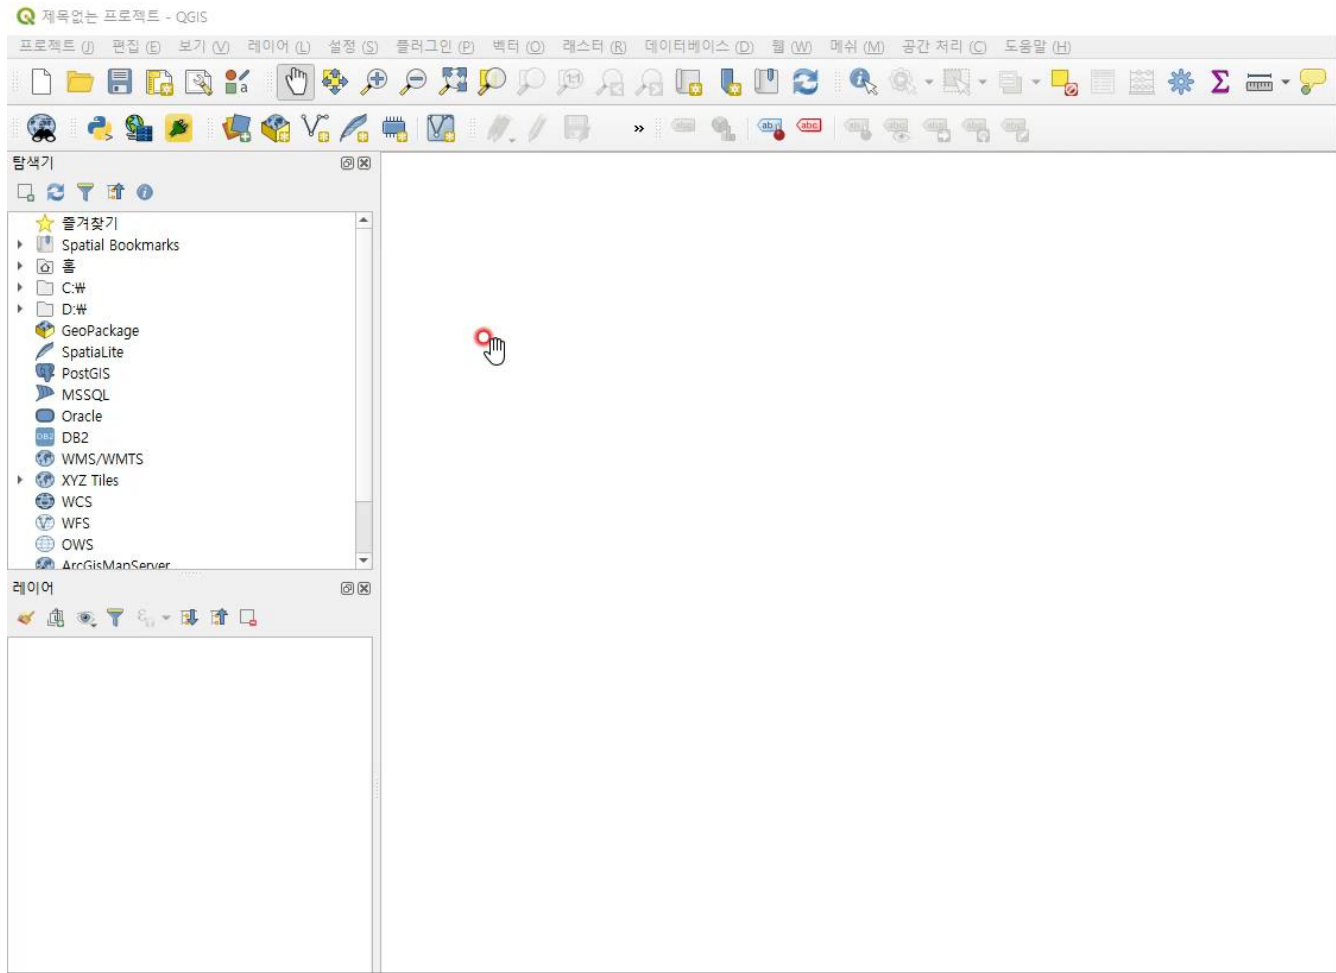 제목없는 프로젝트 - QGIS
프로젝트 (J) 편집 (E) 보기 (V) 레이어 (L) 설정 (S) 플러그인 (P) 벡터 (O) 래스터 (R) 데이터베이스 (D) 웹 (W) 메쉬 (M) 공간 처리 (C) 도움말 (H)
탐색기
즐겨찾기
Spatial Bookmarks
홈
C:₩
D:₩
GeoPackage
SpatiaLite
PostGIS
MSSQL
Oracle
DB2
WMS/WMTS
XYZ Tiles
WCS
WFS
OWS
ArcGisMapServer
레이어